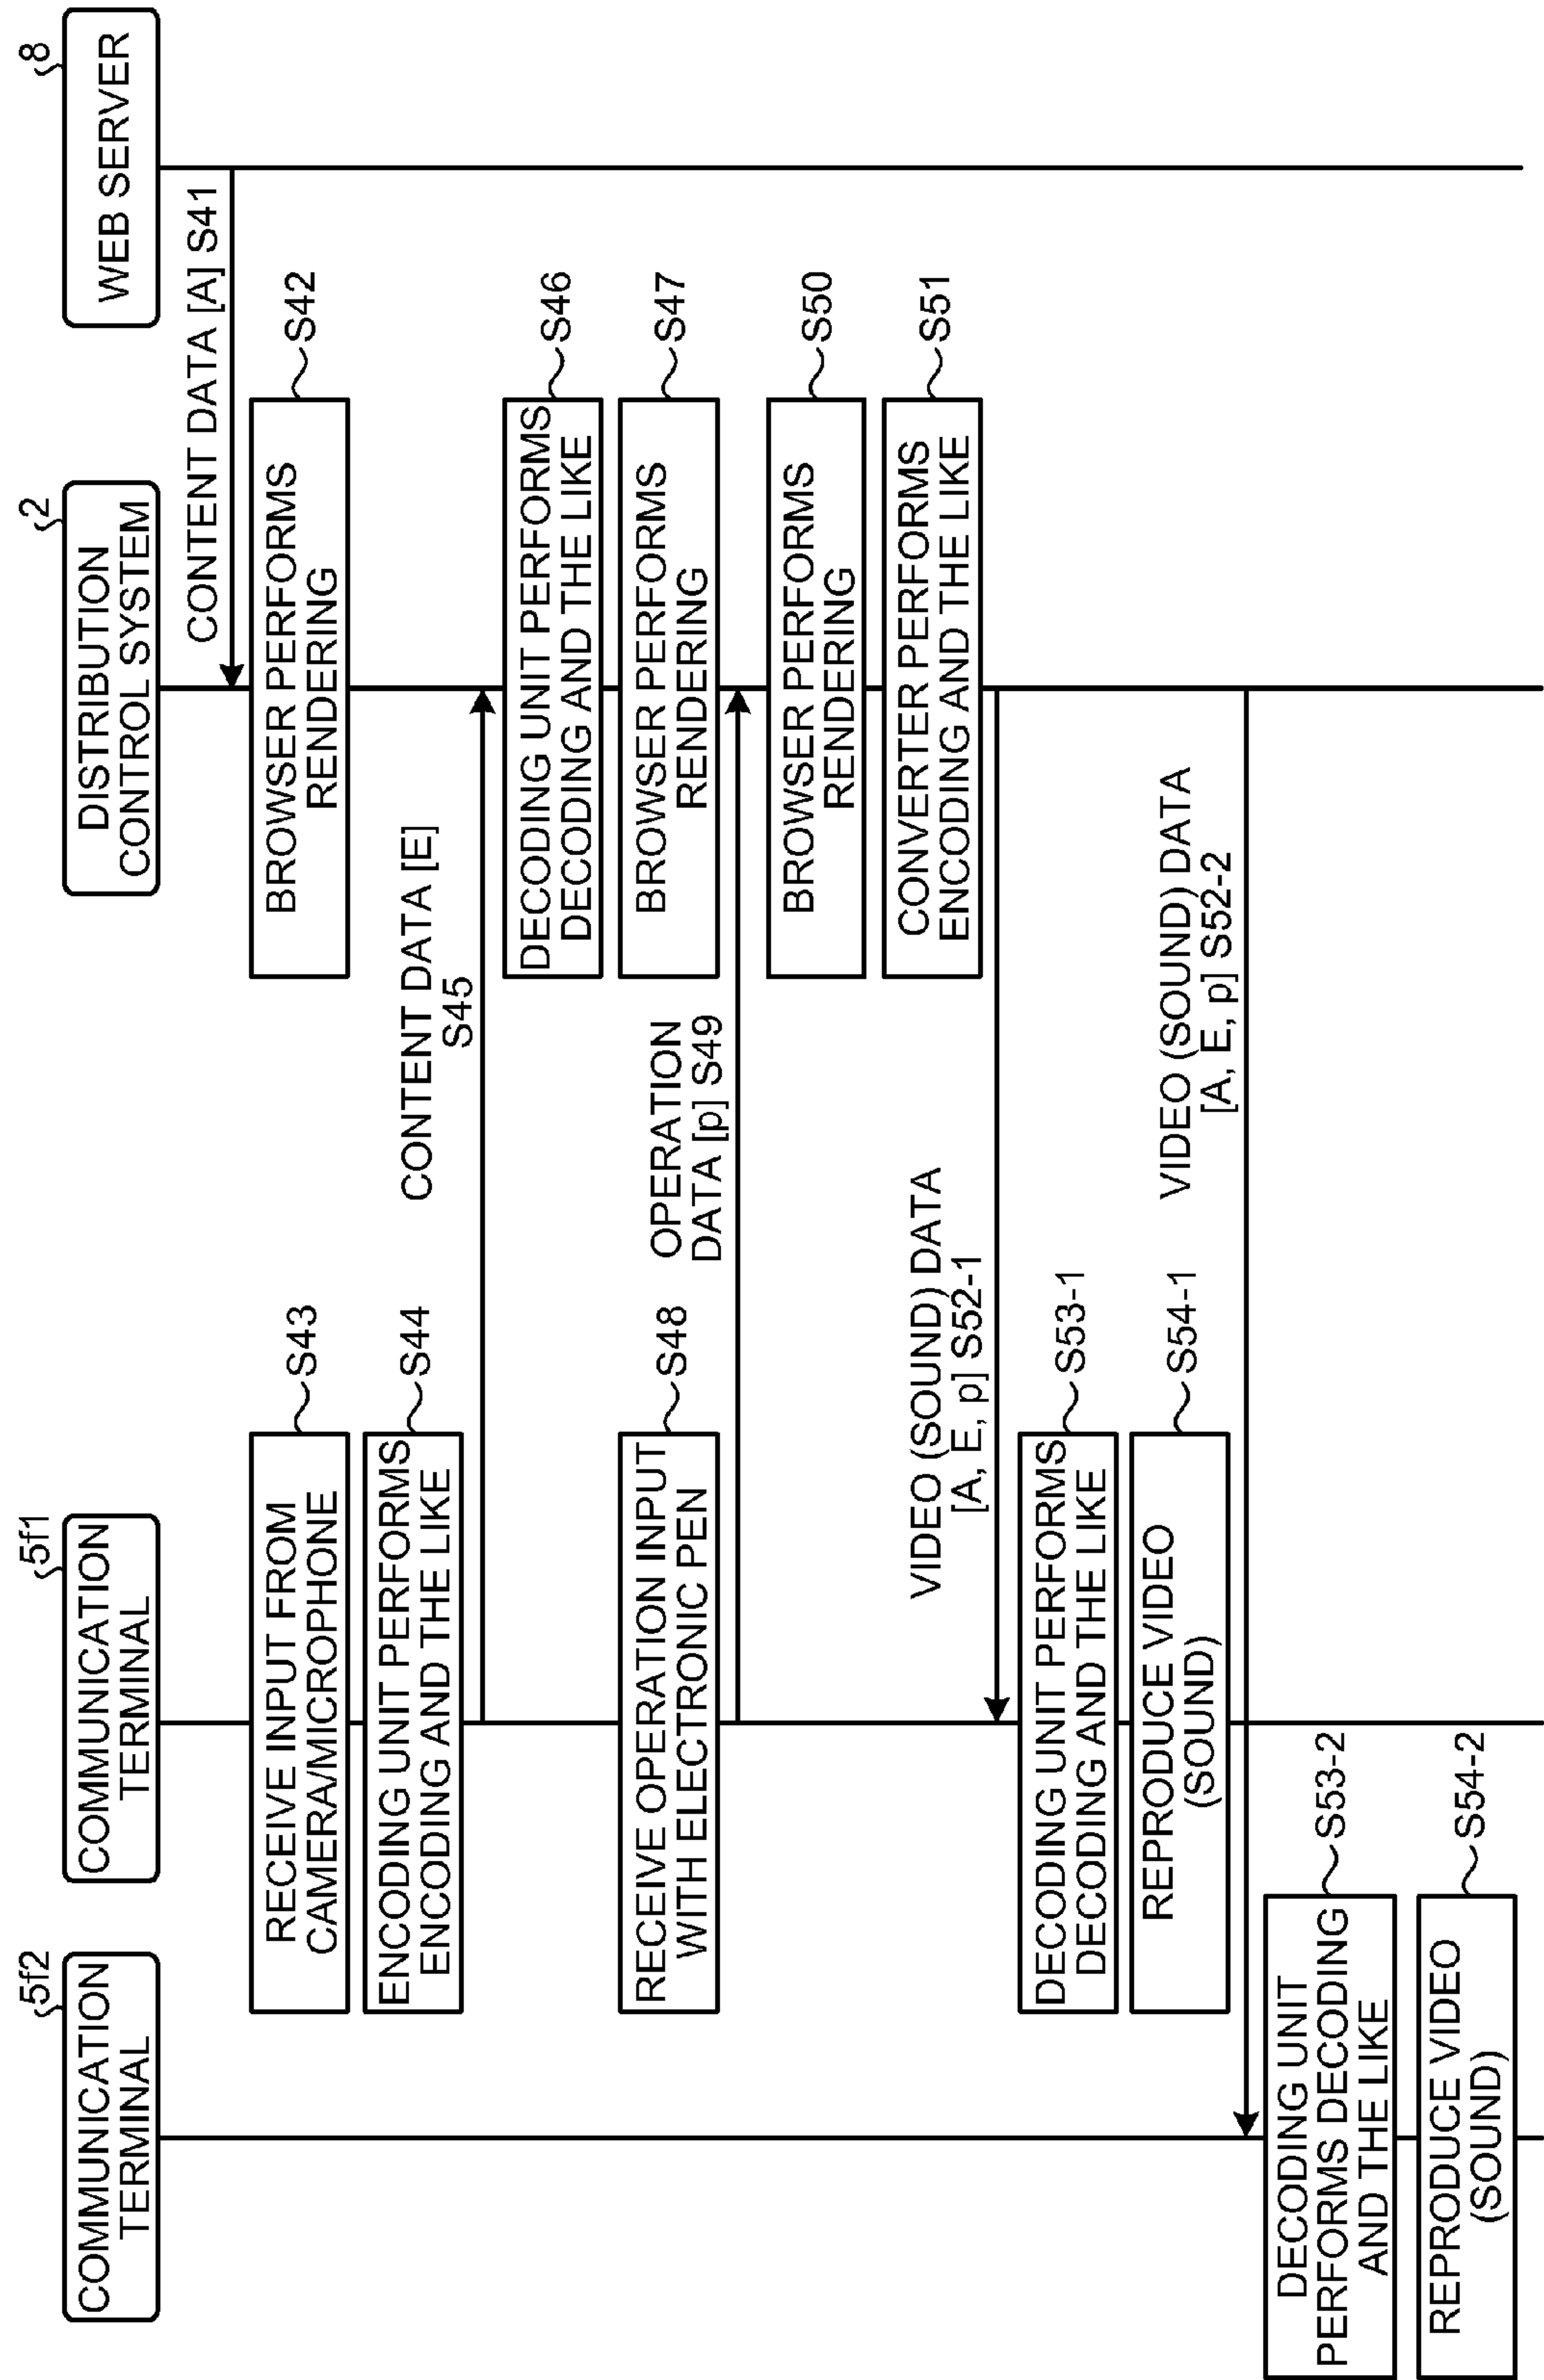 5f2
COMMUNICATION
TERMINAL
5f1
COMMUNICATION
TERMINAL
2
DISTRIBUTION
CONTROL SYSTEM
8
WEB SERVER
CONTENT DATA [A] S41
BROWSER PERFORMS
RENDERING
S42
RECEIVE INPUT FROM
CAMERA/MICROPHONE
S43
ENCODING UNIT PERFORMS
ENCODING AND THE LIKE
S44
CONTENT DATA [E]
S45
DECODING UNIT PERFORMS
DECODING AND THE LIKE
S46
BROWSER PERFORMS
RENDERING
S47
RECEIVE OPERATION INPUT
WITH ELECTRONIC PEN
S48
OPERATION
DATA [p] S49
BROWSER PERFORMS
RENDERING
S50
CONVERTER PERFORMS
ENCODING AND THE LIKE
S51
VIDEO (SOUND) DATA
[A, E, p] S52-1
DECODING UNIT PERFORMS
DECODING AND THE LIKE
S53-1
REPRODUCE VIDEO
(SOUND)
S54-1
VIDEO (SOUND) DATA
[A, E, p] S52-2
DECODING UNIT
PERFORMS DECODING
AND THE LIKE
S53-2
REPRODUCE VIDEO
(SOUND)
S54-2